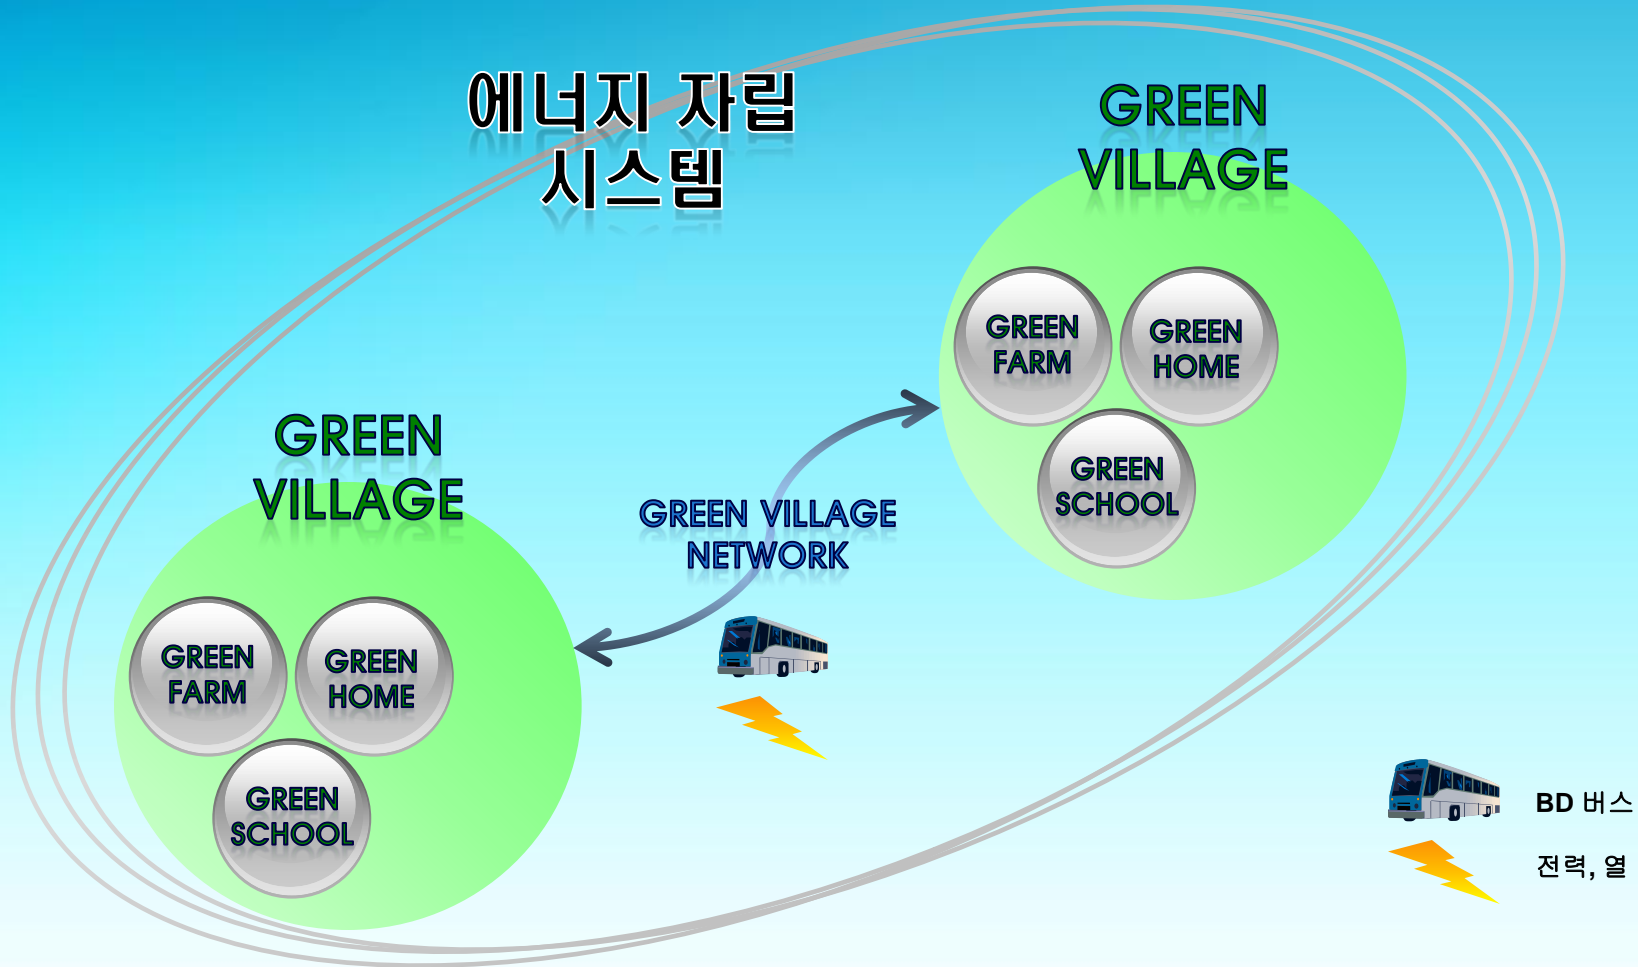 에너지 자립
시스템
GREEN
VILLAGE
GREEN
FARM
GREEN
HOME
GREEN
SCHOOL
GREEN VILLAGE
NETWORK
GREEN
VILLAGE
GREEN
FARM
GREEN
HOME
GREEN
SCHOOL
BD 버스
전력, 열